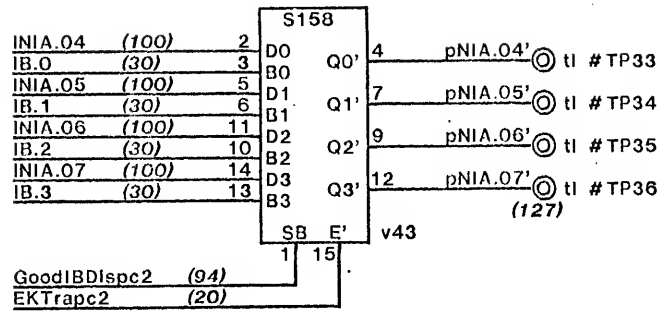 S158
INIA.04 (100) 2 D0
IB.0 (30) 3 B0
INIA.05 (100) 5 D1
IB.1 (30) 6 B1
INIA.06 (100) 11 D2
IB.2 (30) 10 B2
INIA.07 (100) 14 D3
IB.3 (30) 13 B3
Q0' 4 pNIA.04' tl #TP33
Q1' 7 pNIA.05' tl #TP34
Q2' 9 pNIA.06' tl #TP35
Q3' 12 pNIA.07' tl #TP36
(127)
SB E' v43
1 15
GoodIBDispc2 (94)
EKTrapc2 (20)